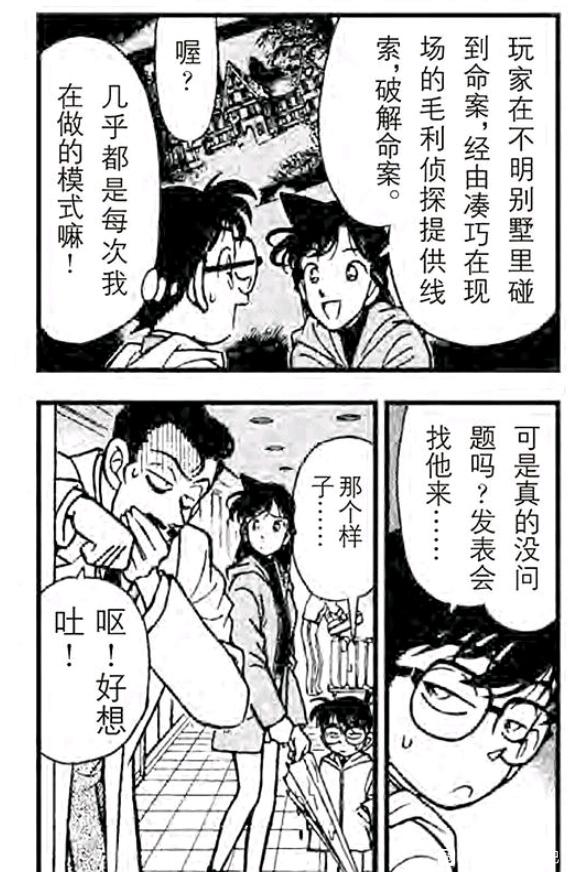 玩家在不明别墅里碰
到命案，经由凑巧在现
场的毛利侦探提供线
索，破解命案。
喔？
几乎都是每次我
在做的模式嘛！
可是真的没问
题吗？发表会
找他来……
那个样
子……
呕！好想
吐！